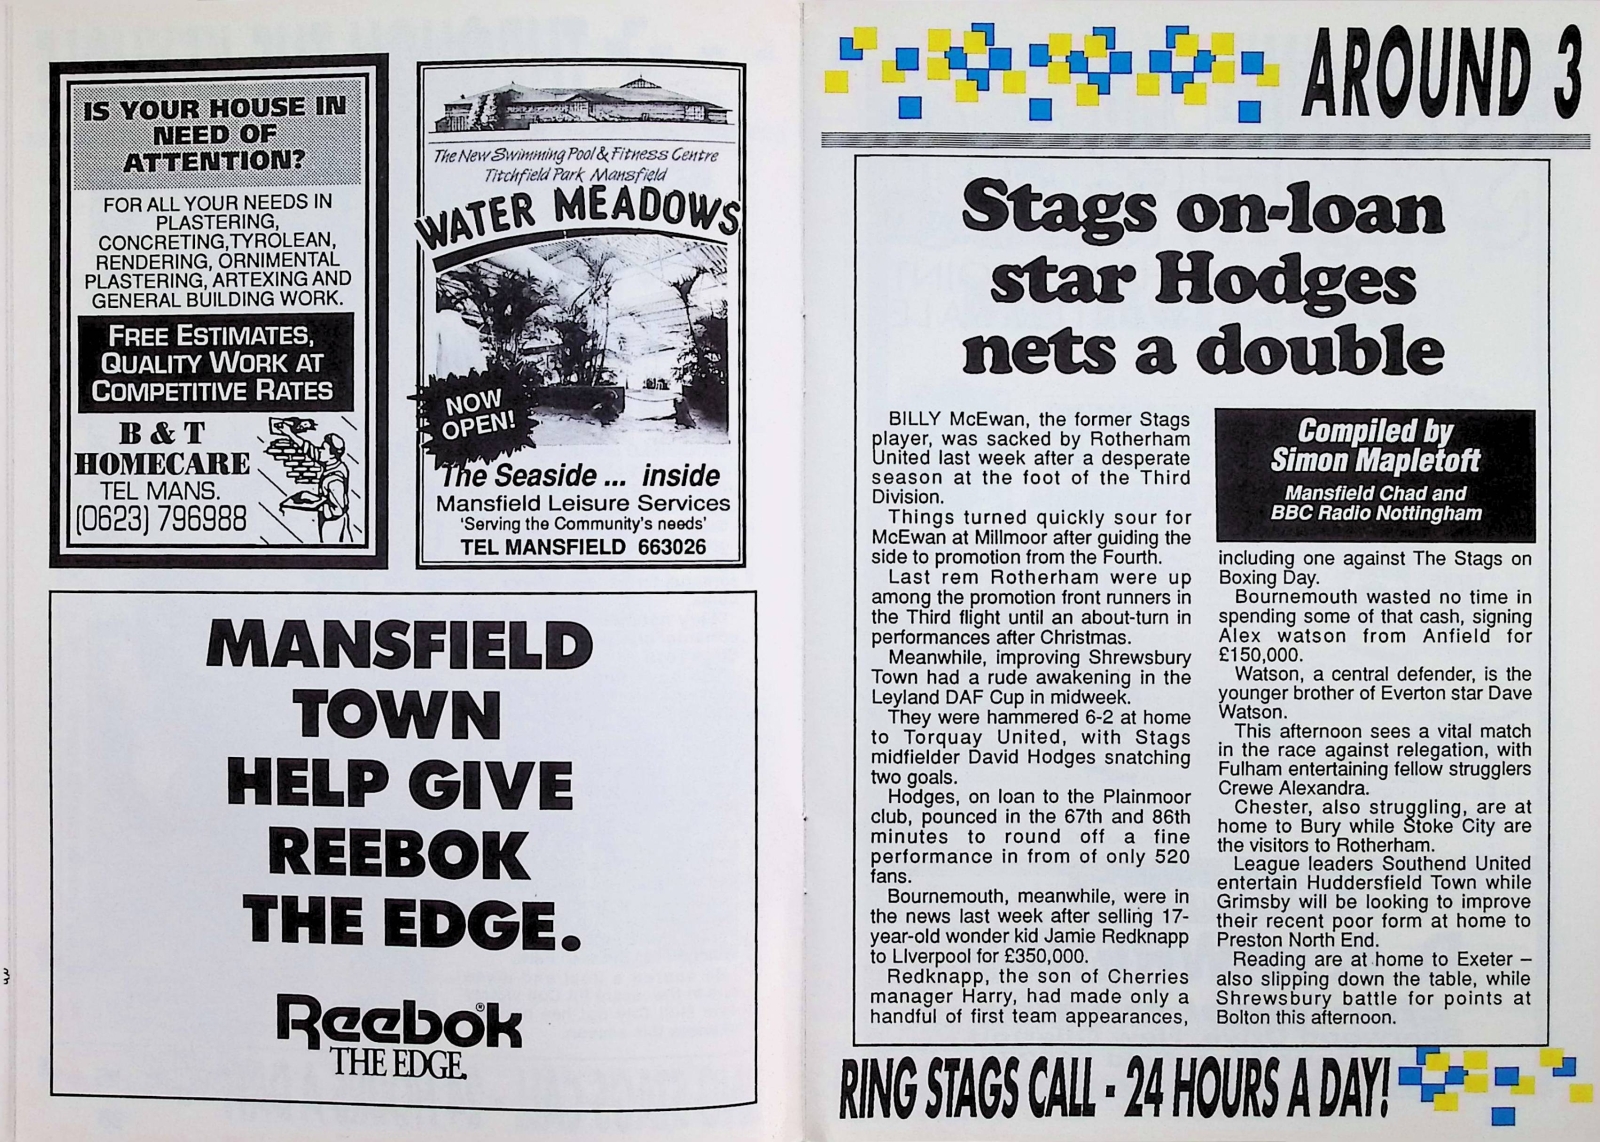 IS YOUR HOUSE IN
NEED OF
ATTENTION?
FOR ALL YOUR NEEDS IN
PLASTERING,
CONCRETING,TYROLEAN,
RENDERING, ORNIMENTAL
PLASTERING, ARTEXING AND
GENERAL BUILDING WORK.
FREE ESTIMATES,
QUALITY WORK AT
COMPETITIVE RATES
B & T
HOMECARE
TEL MANS.
(0623) 796988
The New Swimming Pool & Fitness Centre
Titchfield Park Mansfield
WATER MEADOWS
NOW
OPEN!
The Seaside ... inside
Mansfield Leisure Services
'Serving the Community's needs'
TEL MANSFIELD 663026
MANSFIELD
TOWN
HELP GIVE
REEBOK
THE EDGE.
Reebok®
THE EDGE.
AROUND 3
Stags on-loan
star Hodges
nets a double
BILLY McEwan, the former Stags
player, was sacked by Rotherham
United last week after a desperate
season at the foot of the Third
Division.
Things turned quickly sour for
McEwan at Millmoor after guiding the
side to promotion from the Fourth.
Last rem Rotherham were up
among the promotion front runners in
the Third flight until an about-turn in
performances after Christmas.
Meanwhile, improving Shrewsbury
Town had a rude awakening in the
Leyland DAF Cup in midweek.
They were hammered 6-2 at home
to Torquay United, with Stags
midfielder David Hodges snatching
two goals.
Hodges, on loan to the Plainmoor
club, pounced in the 67th and 86th
minutes to round off a fine
performance in from of only 520
fans.
Bournemouth, meanwhile, were in
the news last week after selling 17-
year-old wonder kid Jamie Redknapp
to LIverpool for £350,000.
Redknapp, the son of Cherries
manager Harry, had made only a
handful of first team appearances,
Compiled by
Simon Mapletoft
Mansfield Chad and
BBC Radio Nottingham
including one against The Stags on
Boxing Day.
Bournemouth wasted no time in
spending some of that cash, signing
Alex watson from Anfield for
£150,000.
Watson, a central defender, is the
younger brother of Everton star Dave
Watson.
This afternoon sees a vital match
in the race against relegation, with
Fulham entertaining fellow strugglers
Crewe Alexandra.
Chester, also struggling, are at
home to Bury while Stoke City are
the visitors to Rotherham.
League leaders Southend United
entertain Huddersfield Town while
Grimsby will be looking to improve
their recent poor form at home to
Preston North End.
Reading are at home to Exeter –
also slipping down the table, while
Shrewsbury battle for points at
Bolton this afternoon.
RING STAGS CALL - 24 HOURS A DAY!